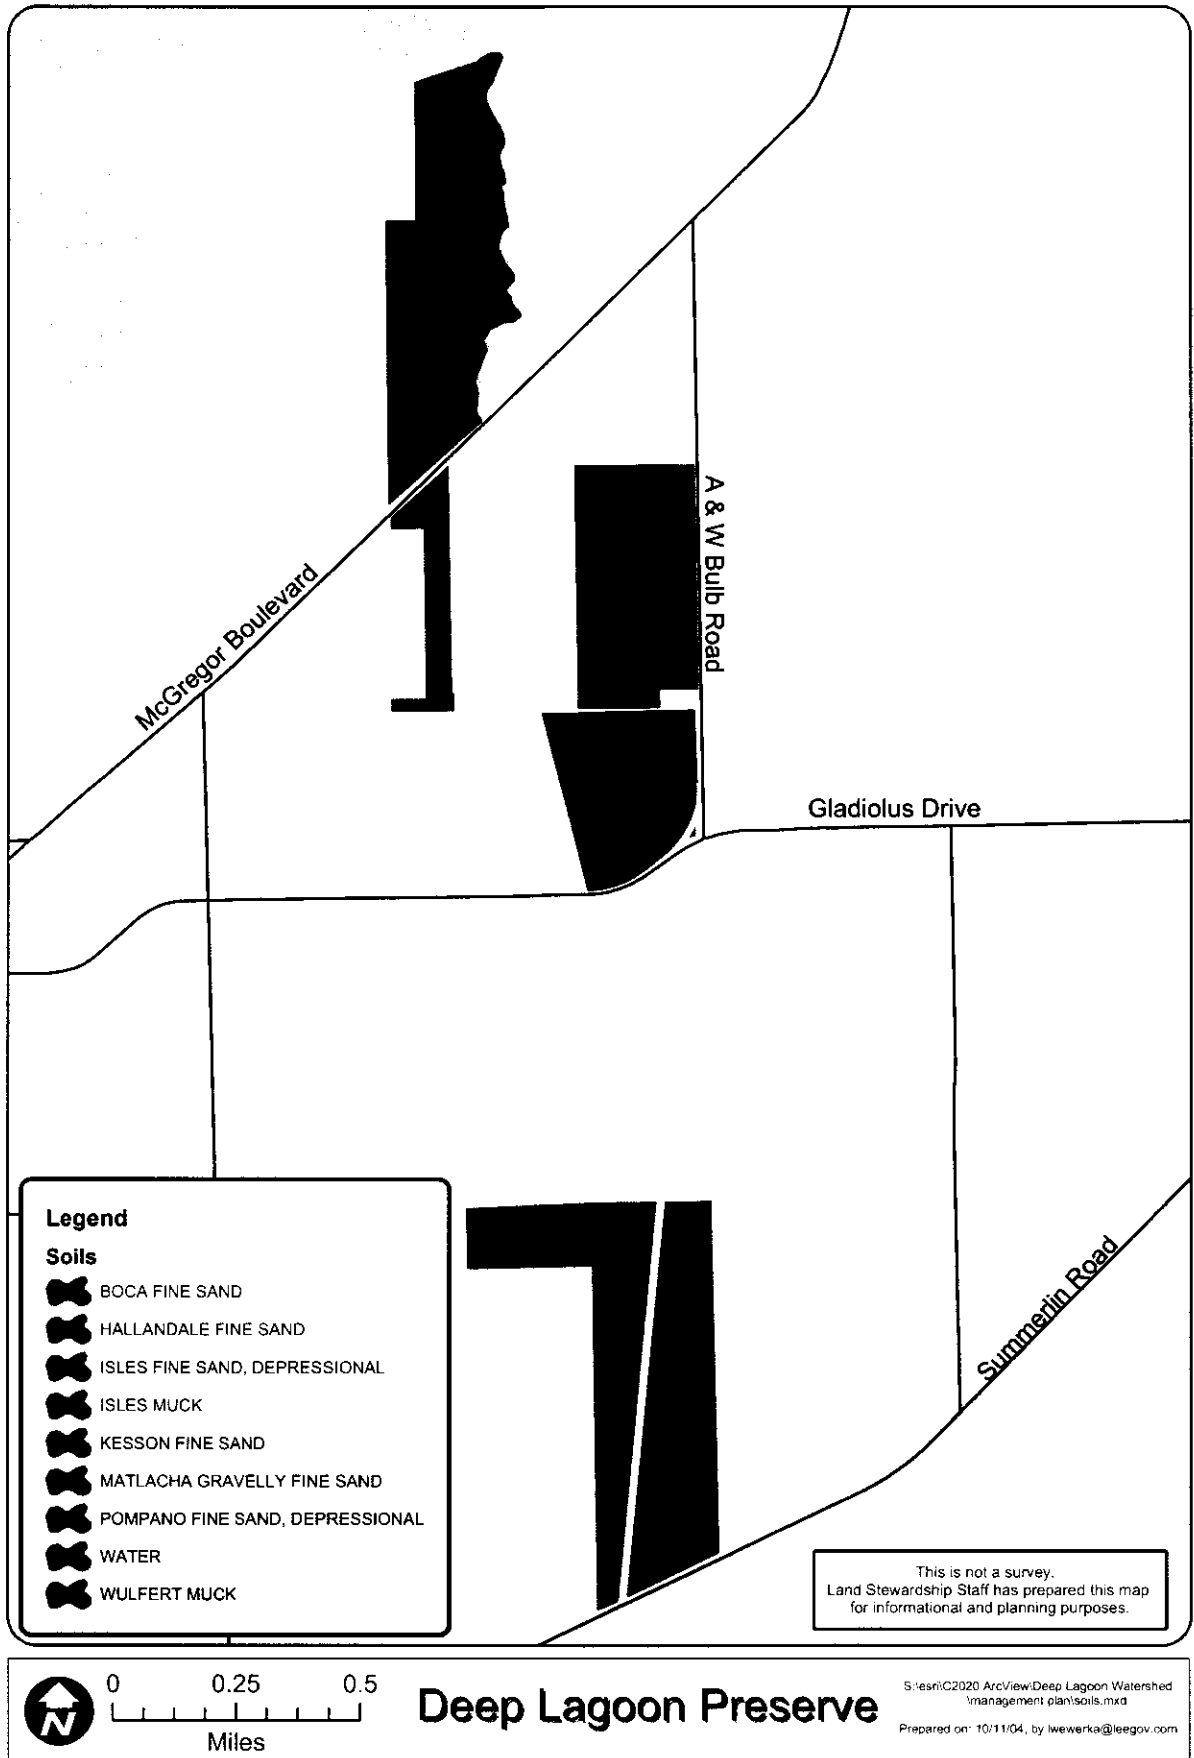 A & W Bulb Road
McGregor Boulevard
Gladiolus Drive
Summerlin Road
Legend
Soils
BOCA FINE SAND
HALLANDALE FINE SAND
ISLES FINE SAND, DEPRESSIONAL
ISLES MUCK
KESSON FINE SAND
MATLACHA GRAVELLY FINE SAND
POMPANO FINE SAND, DEPRESSIONAL
WATER
WULFERT MUCK
This is not a survey.
Land Stewardship Staff has prepared this map
for informational and planning purposes.
N
0 0.25 0.5
Miles
Deep Lagoon Preserve
S:\esri\C2020 ArcView\Deep Lagoon Watershed
\management plan\soils.mxd
Prepared on: 10/11/04, by lwewerka@leegov.com